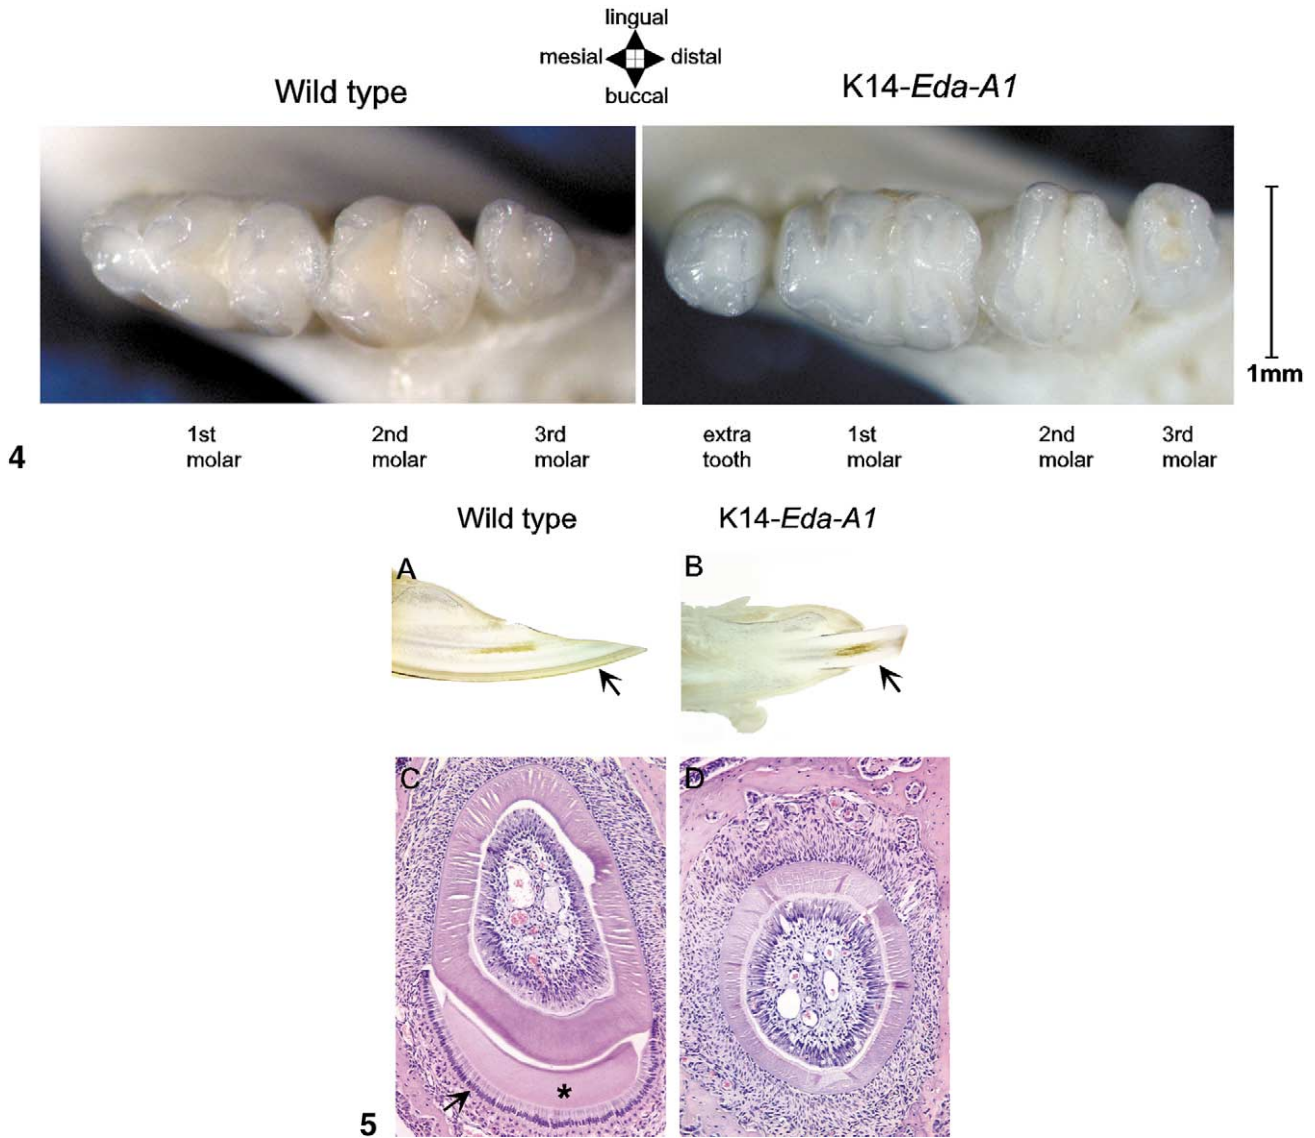 lingual
mesial distal
buccal
Wild type K14-Eda-A1
1mm
1st molar
2nd molar
3rd molar
extra tooth
1st molar
2nd molar
3rd molar
4
Wild type K14-Eda-A1
A B
C D
*
5